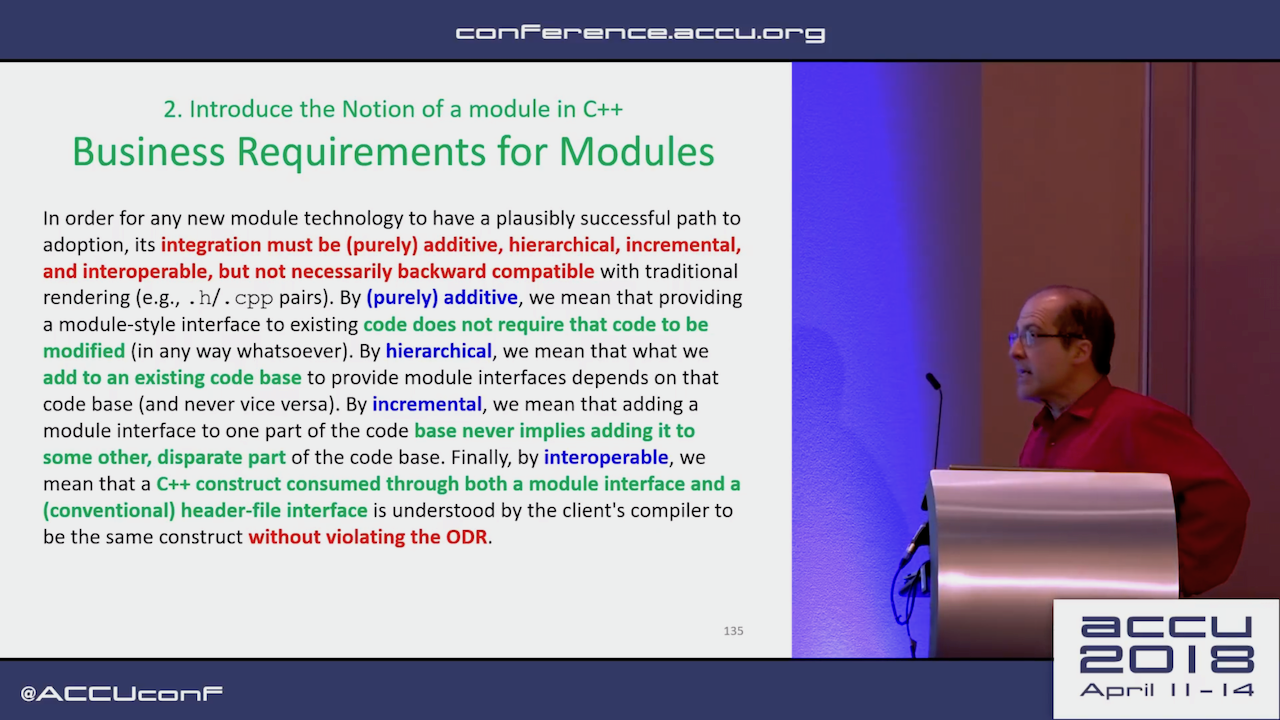 conference.accu.org
2. Introduce the Notion of a module in C++
Business Requirements for Modules
In order for any new module technology to have a plausibly successful path to
adoption, its integration must be (purely) additive, hierarchical, incremental,
and interoperable, but not necessarily backward compatible with traditional
rendering (e.g., .h/.cpp pairs). By (purely) additive, we mean that providing
a module-style interface to existing code does not require that code to be
modified (in any way whatsoever). By hierarchical, we mean that what we
add to an existing code base to provide module interfaces depends on that
code base (and never vice versa). By incremental, we mean that adding a
module interface to one part of the code base never implies adding it to
some other, disparate part of the code base. Finally, by interoperable, we
mean that a C++ construct consumed through both a module interface and a
(conventional) header-file interface is understood by the client's compiler to
be the same construct without violating the ODR.
135
accu
2018
April 11-14
@ACCUconf